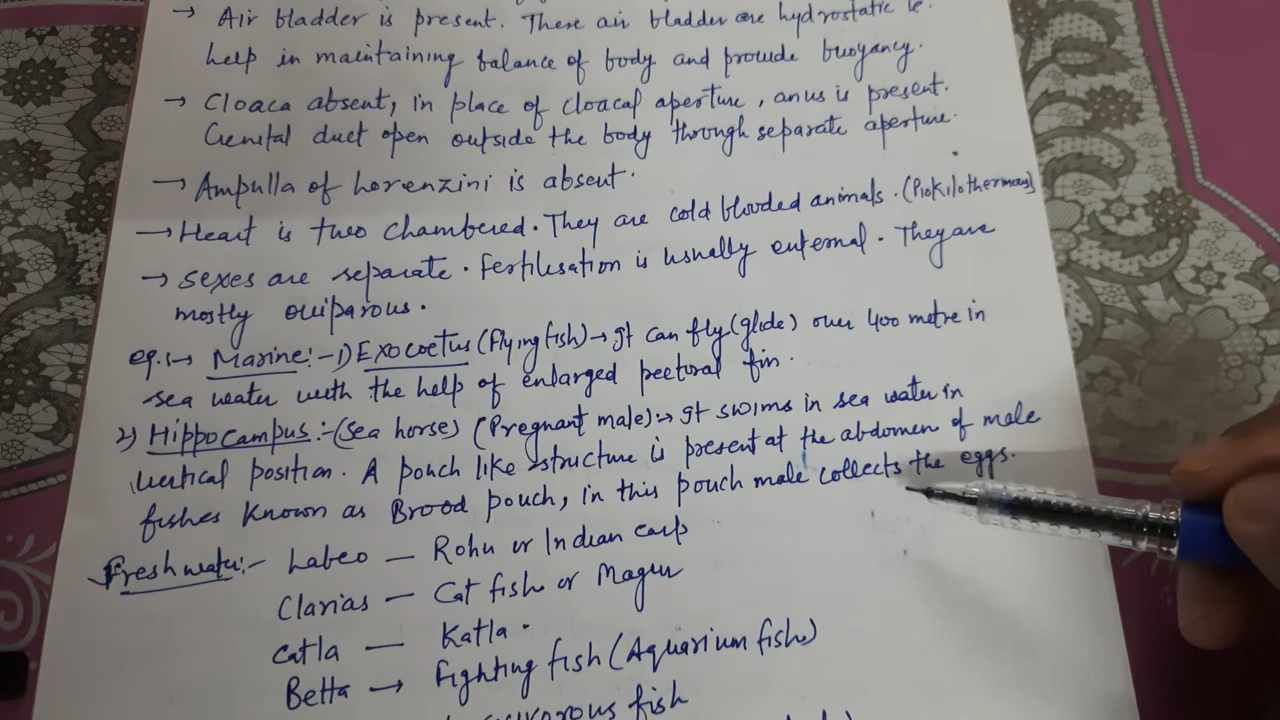 → Air bladder is present. These air bladder are hydrostatic ie.
help in maintaining balance of body and provide buoyancy.
→ Cloaca absent, in place of cloacal aperture, anus is present.
Genital duct open outside the body through separate aperture.
→ Ampulla of Lorenzini is absent.
→ Heart is two chambered. They are cold blooded animals. (Poikilothermous)
→ Sexes are separate. Fertilisation is usually external. They are
mostly oviparous.
eg.:→ Marine:- 1) Exocoetus (Flying fish) → It can fly (glide) over 400 metre in
sea water with the help of enlarged pectoral fin.
2) Hippocampus:- (Sea horse) (Pregnant male) :→ It swims in sea water in
vertical position. A pouch like structure is present at the abdomen of male
fishes known as Brood pouch, in this pouch male collects the eggs.
Freshwater:- Labeo — Rohu or Indian carp
Clarias — Cat fish or Magur
Catla — Katla.
Betta → Fighting fish (Aquarium fish)
fish